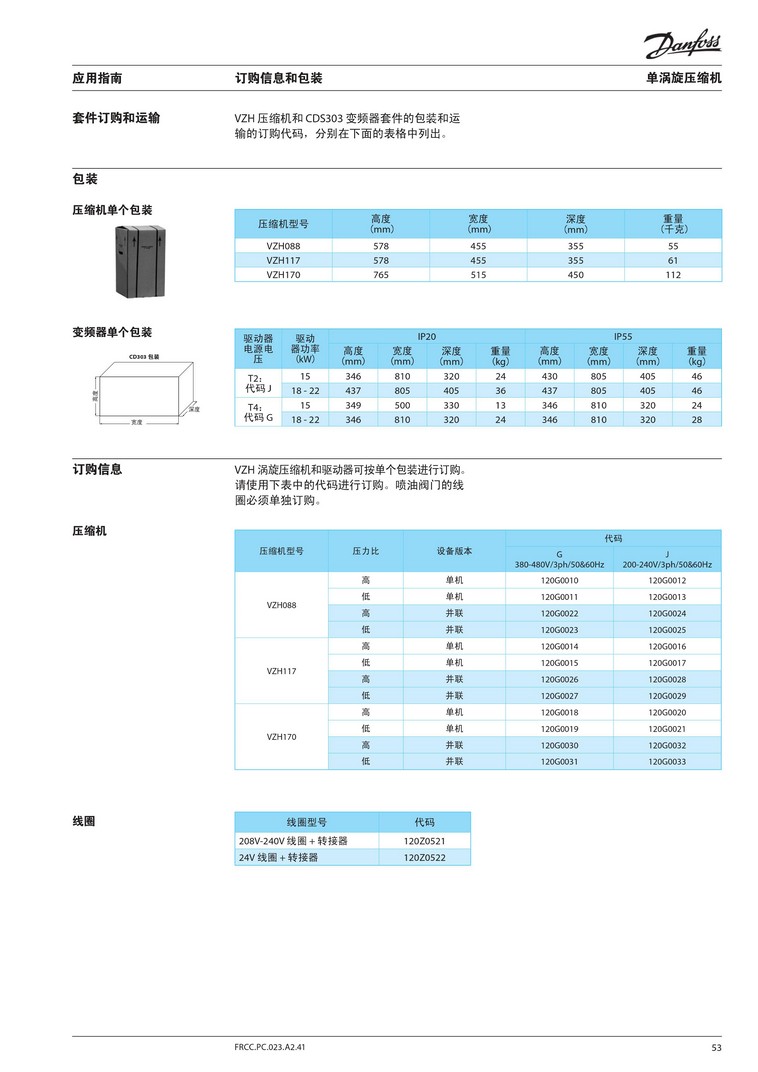 Danfoss
应用指南 订购信息和包装 单涡旋压缩机
套件订购和运输
VZH 压缩机和 CDS303 变频器套件的包装和运
输的订购代码，分别在下面的表格中列出。
包装
压缩机单个包装
压缩机型号 高度 (mm) 宽度 (mm) 深度 (mm) 重量 (千克)
VZH088 578 455 355 55
VZH117 578 455 355 61
VZH170 765 515 450 112
变频器单个包装
CD303 包装
高度
深度
宽度
驱动器电源电压 驱动器功率 (kW) IP20 IP55
高度 (mm) 宽度 (mm) 深度 (mm) 重量 (kg) 高度 (mm) 宽度 (mm) 深度 (mm) 重量 (kg)
T2： 代码 J 15 346 810 320 24 430 805 405 46
18 - 22 437 805 405 36 437 805 405 46
T4： 代码 G 15 349 500 330 13 346 810 320 24
18 - 22 346 810 320 24 346 810 320 28
订购信息
VZH 涡旋压缩机和驱动器可按单个包装进行订购。
请使用下表中的代码进行订购。喷油阀门的线
圈必须单独订购。
压缩机
压缩机型号 压力比 设备版本 代码
G 380-480V/3ph/50&60Hz J 200-240V/3ph/50&60Hz
VZH088 高 单机 120G0010 120G0012
低 单机 120G0011 120G0013
高 并联 120G0022 120G0024
低 并联 120G0023 120G0025
VZH117 高 单机 120G0014 120G0016
低 单机 120G0015 120G0017
高 并联 120G0026 120G0028
低 并联 120G0027 120G0029
VZH170 高 单机 120G0018 120G0020
低 单机 120G0019 120G0021
高 并联 120G0030 120G0032
低 并联 120G0031 120G0033
线圈
线圈型号 代码
208V-240V 线圈 + 转接器 120Z0521
24V 线圈 + 转接器 120Z0522
FRCC.PC.023.A2.41 53